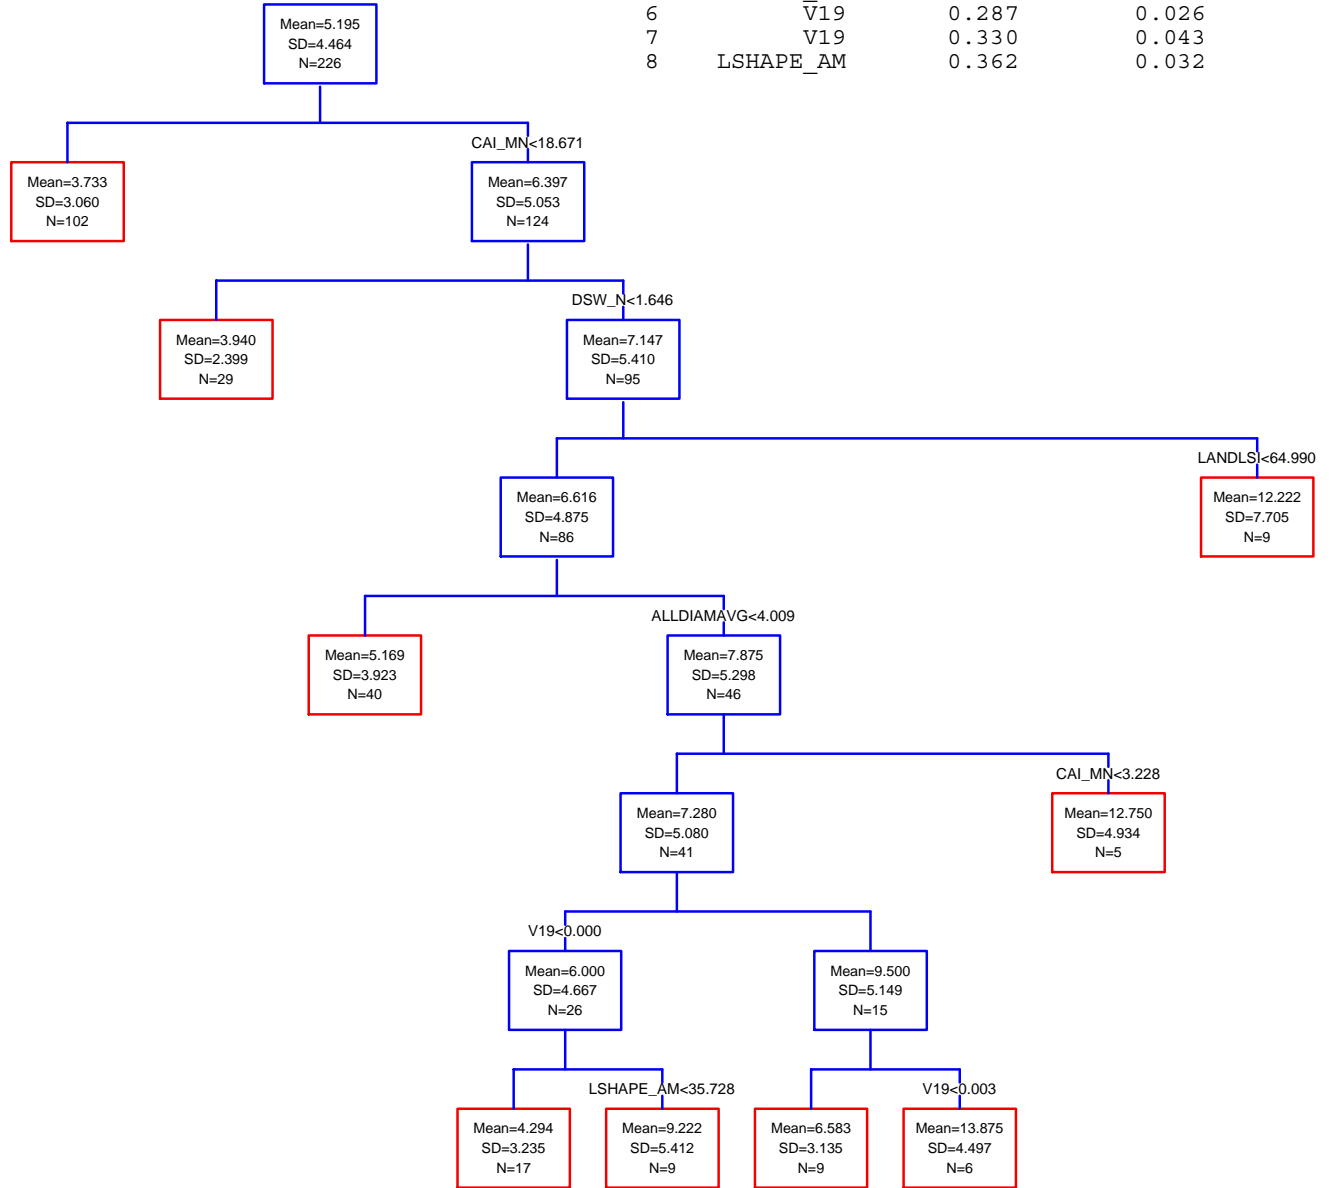 6 V19 0.287 0.026
7 V19 0.330 0.043
8 LSHAPE_AM 0.362 0.032
Mean=5.195
SD=4.464
N=226
CAI_MN<18.671
Mean=3.733
SD=3.060
N=102
Mean=6.397
SD=5.053
N=124
DSW_N<1.646
Mean=3.940
SD=2.399
N=29
Mean=7.147
SD=5.410
N=95
LANDLSI<64.990
Mean=6.616
SD=4.875
N=86
Mean=12.222
SD=7.705
N=9
ALLDIAMAVG<4.009
Mean=5.169
SD=3.923
N=40
Mean=7.875
SD=5.298
N=46
CAI_MN<3.228
Mean=7.280
SD=5.080
N=41
Mean=12.750
SD=4.934
N=5
V19<0.000
Mean=6.000
SD=4.667
N=26
Mean=9.500
SD=5.149
N=15
LSHAPE_AM<35.728
V19<0.003
Mean=4.294
SD=3.235
N=17
Mean=9.222
SD=5.412
N=9
Mean=6.583
SD=3.135
N=9
Mean=13.875
SD=4.497
N=6